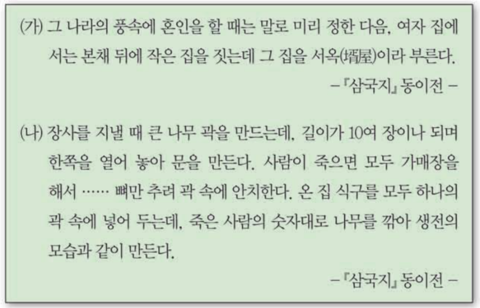 (가) 그 나라의 풍속에 혼인을 할 때는 말로 미리 정한 다음, 여자 집에
서는 본채 뒤에 작은 집을 짓는데 그 집을 서옥(壻屋)이라 부른다.
-『삼국지』 동이전 -
(나) 장사를 지낼 때 큰 나무 곽을 만드는데, 길이가 10여 장이나 되며
한쪽을 열어 놓아 문을 만든다. 사람이 죽으면 모두 가매장을
해서 …… 뼈만 추려 곽 속에 안치한다. 온 집 식구를 모두 하나의
곽 속에 넣어 두는데, 죽은 사람의 숫자대로 나무를 깎아 생전의
모습과 같이 만든다.
-『삼국지』 동이전 -